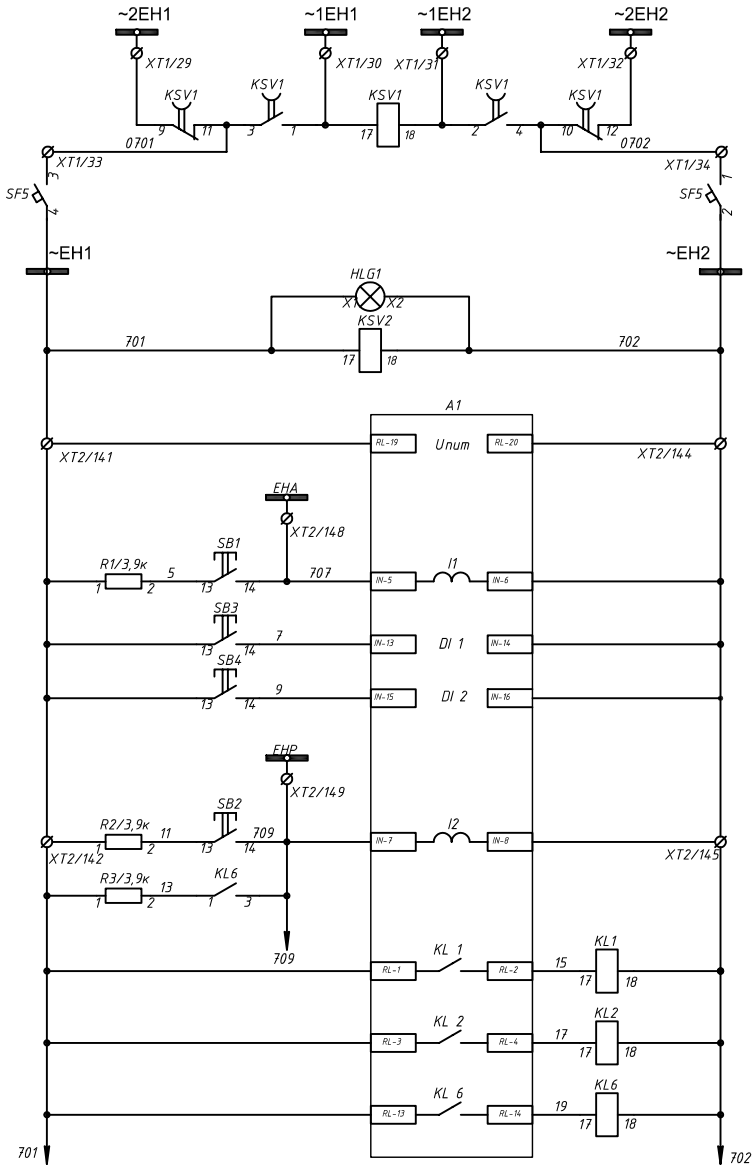 ~2EH1 ~1EH1 ~1EH2 ~2EH2
XT1/29 XT1/30 XT1/31 XT1/32
KSV1 KSV1 KSV1 KSV1 KSV1
9 11 3 1 17 18 2 4 10 12
0701 0702
XT1/33 XT1/34
3 1
SF5 SF5
4 2
~EH1 ~EH2
HLG1
X1 X2
KSV2
701 702
17 18
A1
RL-19 Unum RL-20
XT2/141 XT2/144
EHA
XT2/148
R1/3,9к 5 SB1 707 I1
1 2 13 14 IN-5 IN-6
SB3 7
13 14 IN-13 DI 1 IN-14
SB4 9
13 14 IN-15 DI 2 IN-16
EHP
XT2/149
R2/3,9к 11 SB2 709 I2
1 2 13 14 IN-7 IN-8
XT2/142 XT2/145
R3/3,9к 13 KL6
1 2 1 3
709
KL 1 15 KL1
RL-1 RL-2 17 18
KL 2 17 KL2
RL-3 RL-4 17 18
KL 6 19 KL6
RL-13 RL-14 17 18
701 702